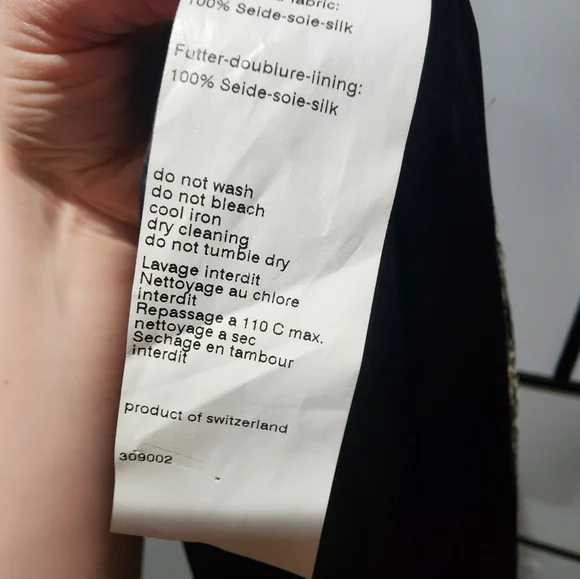 fabric:
100% Seide-soie-silk
Futter-doublure-lining:
100% Seide-soie-silk
do not wash
do not bleach
cool iron
dry cleaning
do not tumble dry
Lavage interdit
Nettoyage au chlore
interdit
Repassage a 110 C max.
nettoyage a sec
Sechage en tambour
interdit
product of switzerland
309002